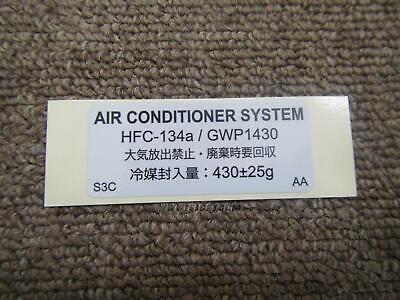 AIR CONDITIONER SYSTEM
HFC-134a / GWP1430
大気放出禁止・廃棄時要回収
冷媒封入量：430±25g
S3C AA